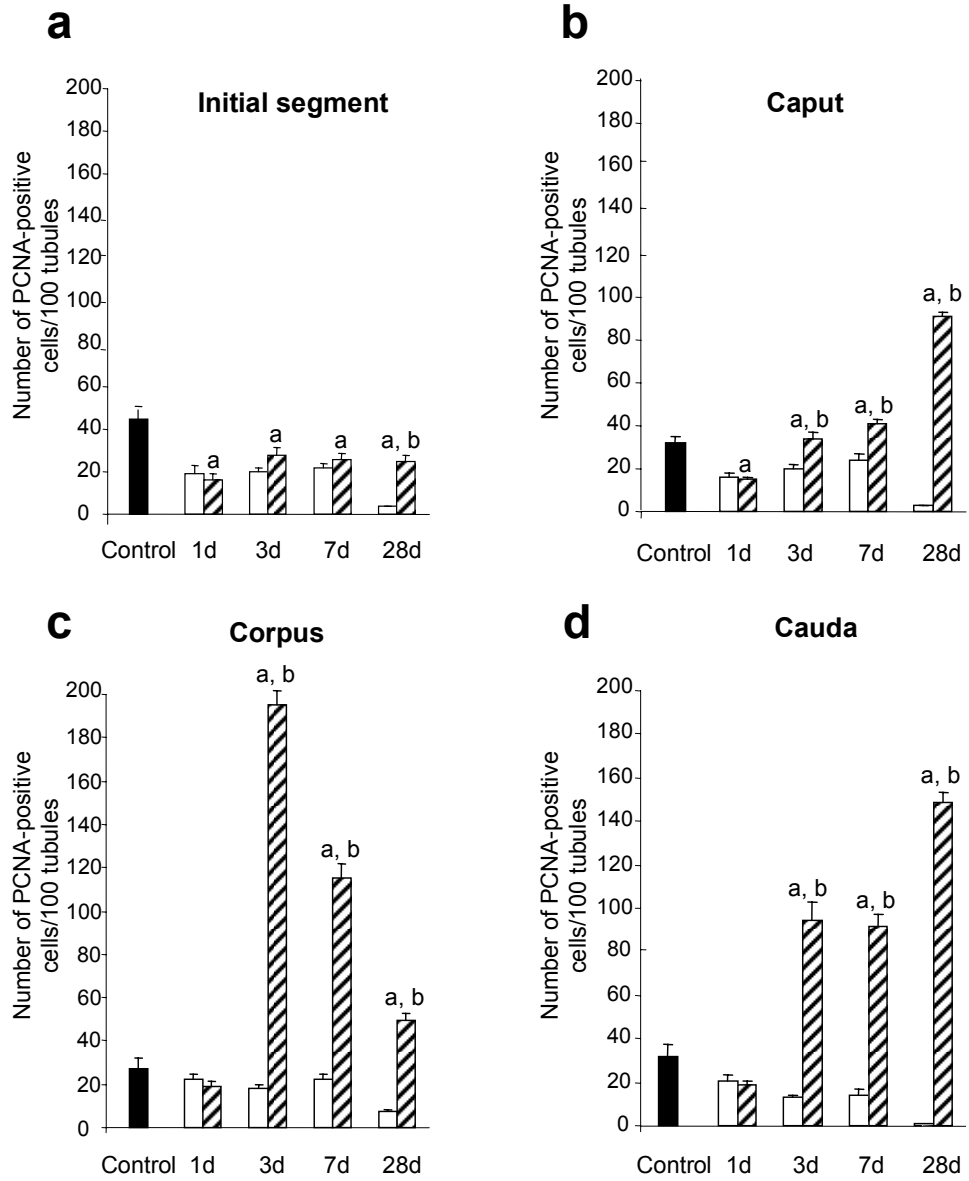 a
Initial segment
Number of PCNA-positive
cells/100 tubules
200
180
160
140
120
100
80
60
40
20
0
a
a
a
a, b
Control 1d 3d 7d 28d
b
Caput
Number of PCNA-positive
cells/100 tubules
200
180
160
140
120
100
80
60
40
20
0
a
a, b
a, b
a, b
Control 1d 3d 7d 28d
c
Corpus
Number of PCNA-positive
cells/100 tubules
200
180
160
140
120
100
80
60
40
20
0
a, b
a, b
a, b
Control 1d 3d 7d 28d
d
Cauda
Number of PCNA-positive
cells/100 tubules
200
180
160
140
120
100
80
60
40
20
0
a, b
a, b
a, b
Control 1d 3d 7d 28d